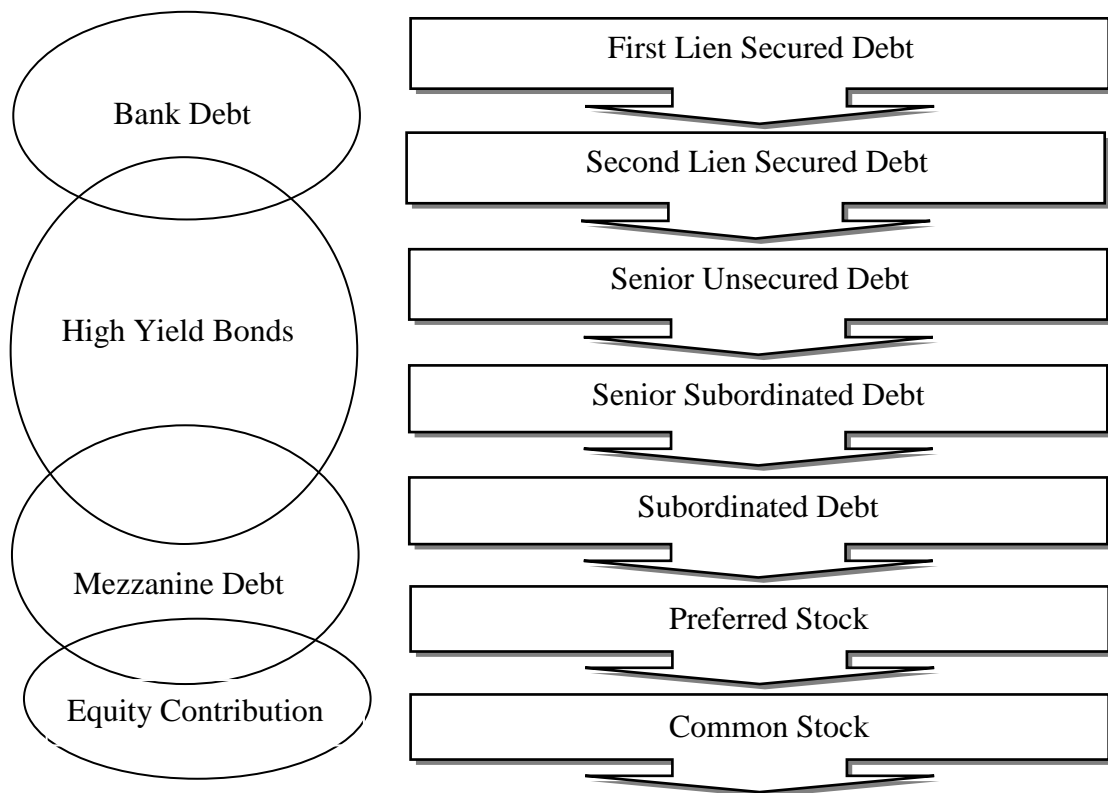 First Lien Secured Debt
Bank Debt
Second Lien Secured Debt
Senior Unsecured Debt
High Yield Bonds
Senior Subordinated Debt
Subordinated Debt
Mezzanine Debt
Preferred Stock
Equity Contribution
Common Stock